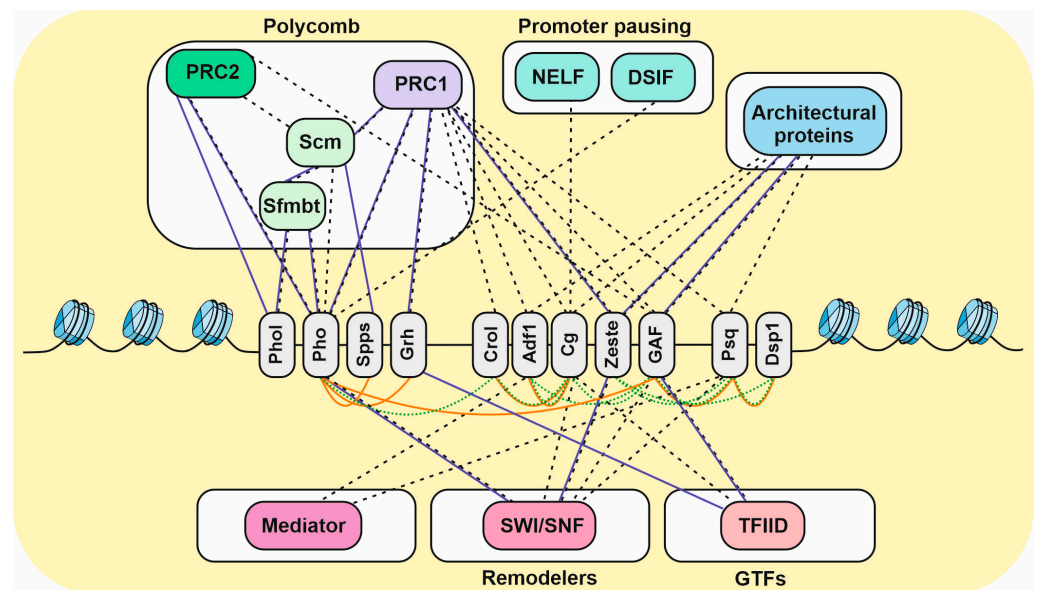 Polycomb
Promoter pausing
PRC2
PRC1
NELF
DSIF
Architectural
proteins
Scm
Sfmbt
Phol
Pho
Spps
Grh
Crol
Adf1
Cg
Zeste
GAF
Psq
Dsp1
Mediator
SWI/SNF
TFIID
Remodelers
GTFs